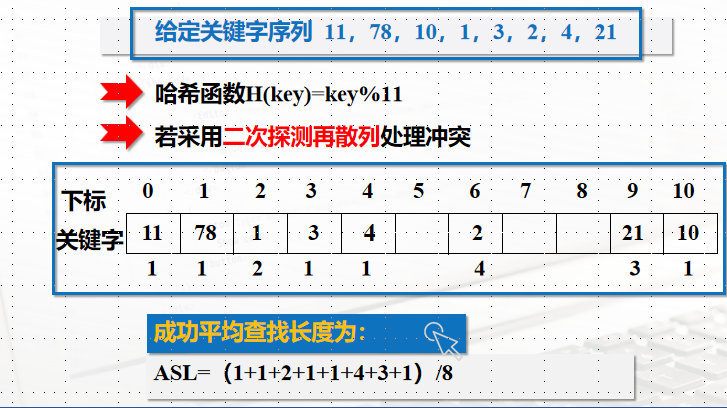 给定关键字序列 11，78，10，1，3，2，4，21
哈希函数H(key)=key%11
若采用二次探测再散列处理冲突
下标 0 1 2 3 4 5 6 7 8 9 10
关键字 11 78 1 3 4 2 21 10
1 1 2 1 1 4 3 1
成功平均查找长度为：
ASL=（1+1+2+1+1+4+3+1）/8